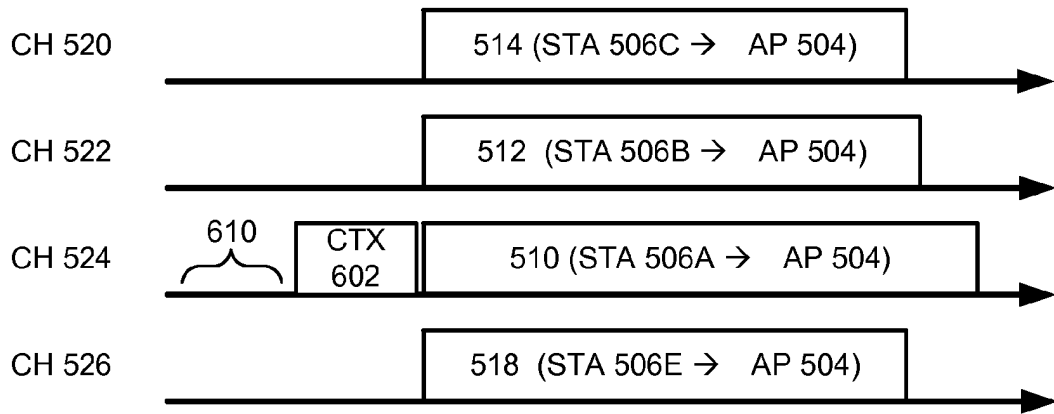 CH 520
514 (STA 506C → AP 504)
CH 522
512 (STA 506B → AP 504)
CH 524
610
CTX
602
510 (STA 506A → AP 504)
CH 526
518 (STA 506E → AP 504)